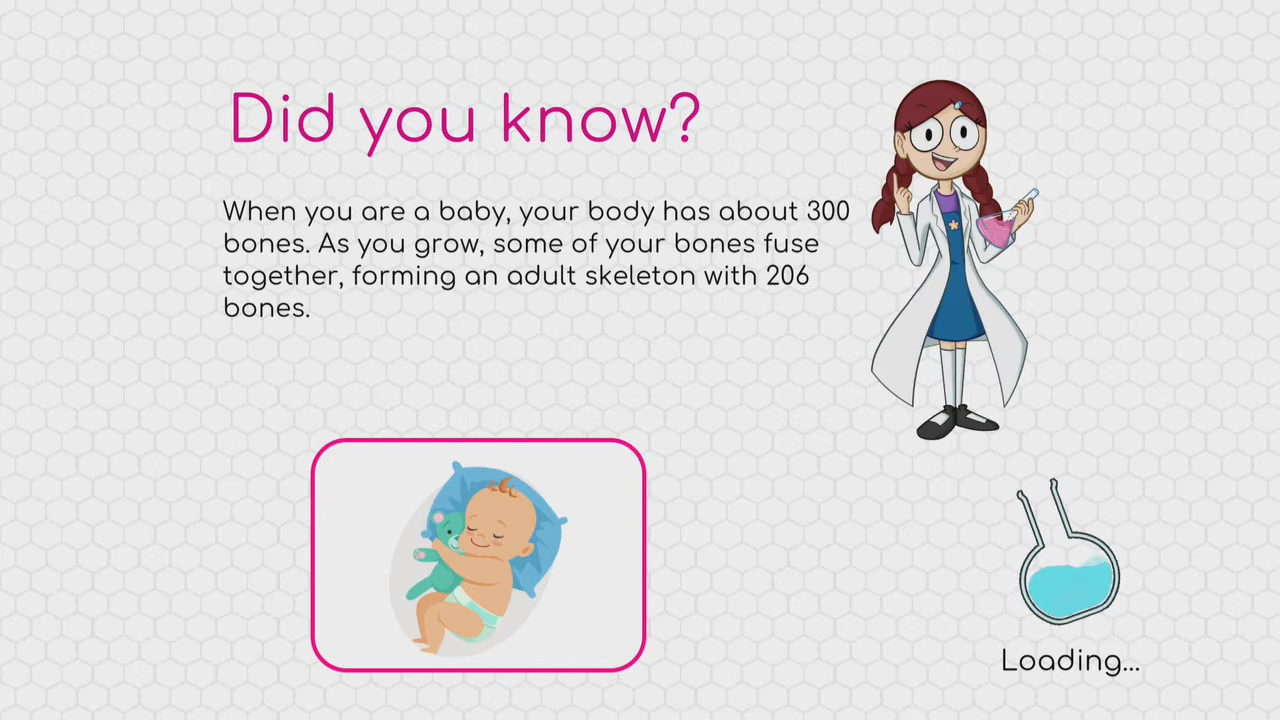 Did you know?
When you are a baby, your body has about 300
bones. As you grow, some of your bones fuse
together, forming an adult skeleton with 206
bones.
Loading...